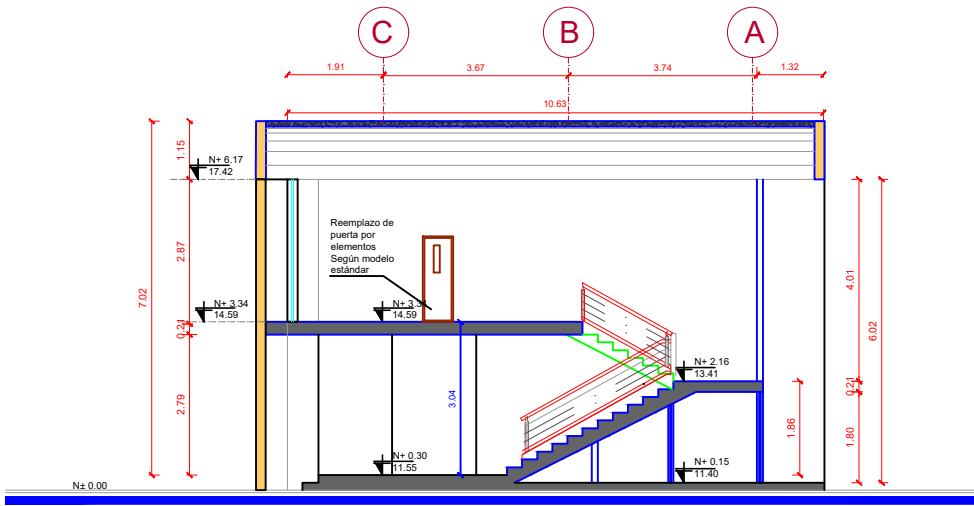 C
B
A
1.91
3.67
3.74
1.32
10.63
1.15
N+ 6.17
17.42
Reemplazo de
puerta por
elementos
Según modelo
estándar
2.87
7.02
4.01
6.02
N+ 3.34
14.59
N+ 3.34
14.59
0.21
N+ 2.16
13.41
0.21
2.79
3.04
1.86
1.80
N+ 0.30
11.55
N+ 0.15
11.40
N± 0.00